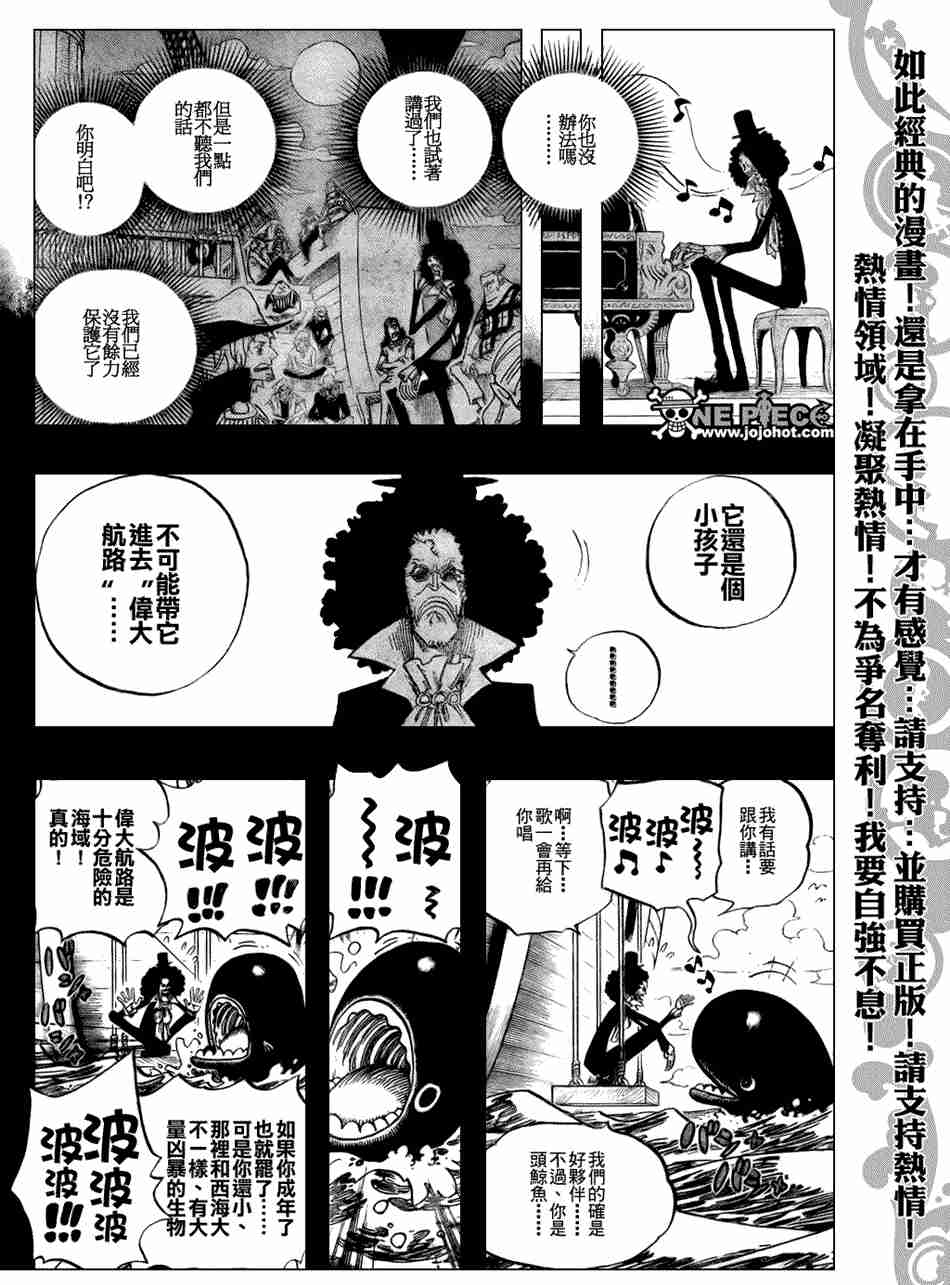 如此經典的漫畫！還是拿在手中…才有感覺…請支持…並購買正版！請支持熱情！
熱情領域！凝聚熱情！不為爭名奪利！我要自強不息！
你也沒
辦法嗎
………
我們也試著
講過了……
但是一點
都不聽我們
的話
你明白吧!?
我們已經
沒有餘力
保護它了
ONE PIECE
www.jojohot.com
它還是個
小孩子
………
不可能帶它
進去〝偉大
航路〞……
我有話要
跟你講…
波～
波～♪
啊…等下…
歌一會再給
你唱
我們的確是
好夥伴……
不過、你是
頭鯨魚……
バシャ
バシャ
波～
!!!
波!!!
波!!!
偉大航路是
十分危險的
海域！
真的！
如果你成年了
也就罷了……
可是你還小、
那裡和西海大
不一樣、有大
量凶暴的生物
波波
波波!!!